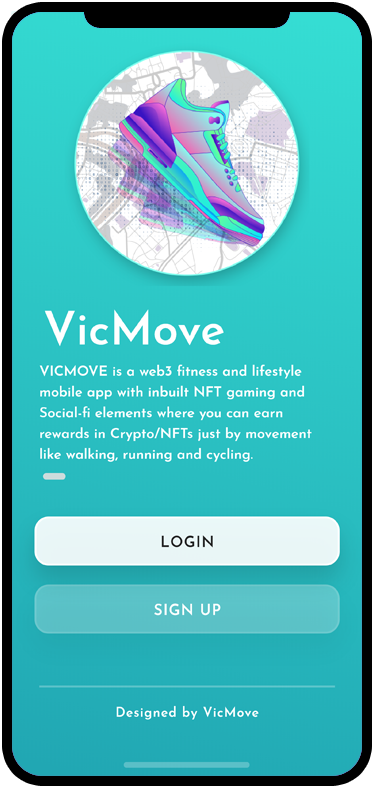 VicMove
VICMOVE is a web3 fitness and lifestyle
mobile app with inbuilt NFT gaming and
Social-fi elements where you can earn
rewards in Crypto/NFTs just by movement
like walking, running and cycling.
LOGIN
SIGN UP
Designed by VicMove